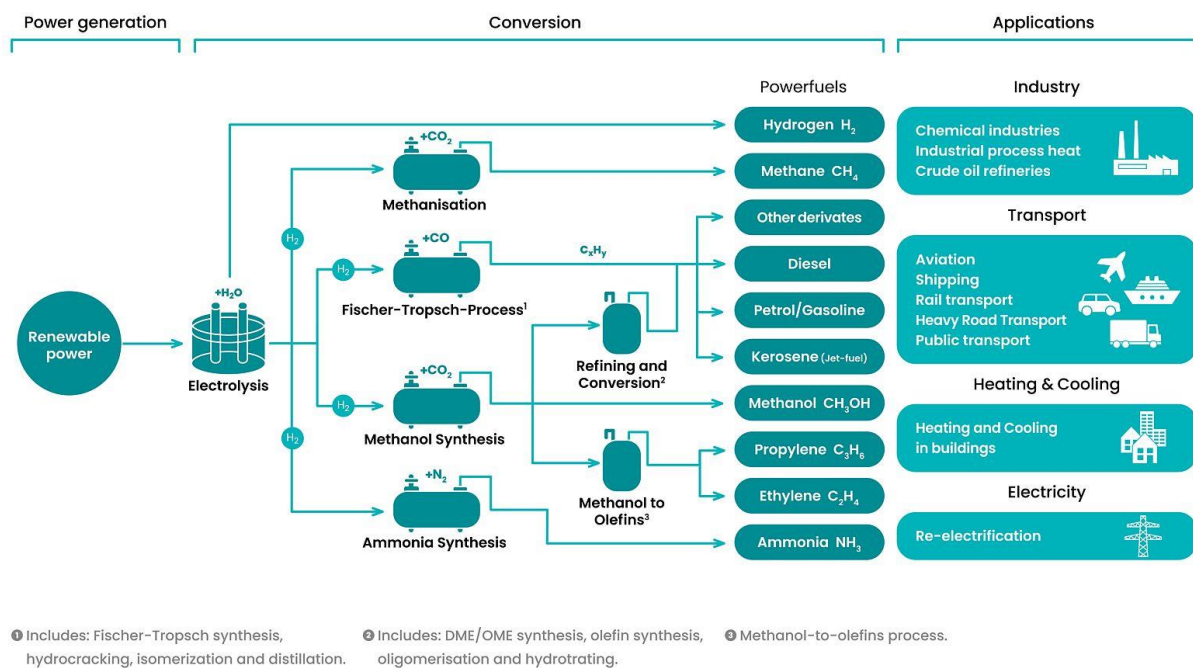 Power generation
Conversion
Applications
Powerfuels
Industry
Hydrogen H₂
Chemical industries
Industrial process heat
Crude oil refineries
+CO₂
Methanisation
Methane CH₄
H₂
Other derivates
Transport
+CO
H₂
Fischer-Tropsch-Process¹
CₓHᵧ
Diesel
Aviation
Shipping
Rail transport
Heavy Road Transport
Public transport
Renewable
power
+H₂O
Electrolysis
Petrol/Gasoline
Refining and
Conversion²
Kerosene (Jet-fuel)
Heating & Cooling
+CO₂
H₂
Methanol Synthesis
Methanol CH₃OH
Heating and Cooling
in buildings
H₂
Propylene C₃H₆
Methanol to
Olefins³
Ethylene C₂H₄
Electricity
+N₂
Ammonia Synthesis
Ammonia NH₃
Re-electrification
❶ Includes: Fischer-Tropsch synthesis,
hydrocracking, isomerization and distillation.
❷ Includes: DME/OME synthesis, olefin synthesis,
oligomerisation and hydrotrating.
❸ Methanol-to-olefins process.